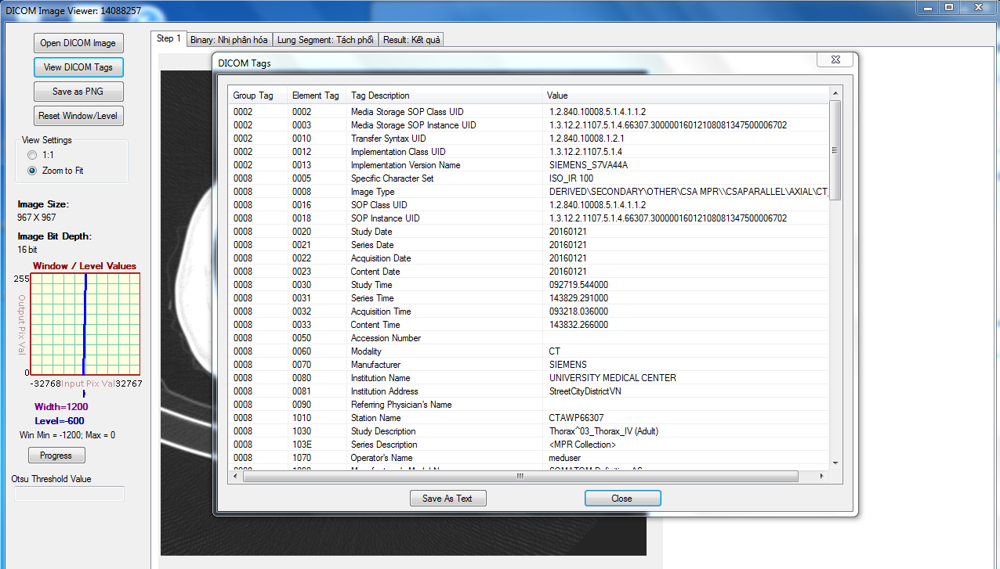 DICOM Image Viewer: 14088257
Open DICOM Image
View DICOM Tags
Save as PNG
Reset Window/Level
View Settings
1:1
Zoom to Fit
Image Size:
967 X 967
Image Bit Depth:
16 bit
Window / Level Values
255
Output Pix Val
0
-32768 Input Pix Val 32767
Width=1200
Level=-600
Win Min = -1200; Max = 0
Progress
Otsu Threshold Value
Step 1 Binary: Nhị phân hóa Lung Segment: Tách phổi Result: Kết quả
DICOM Tags
Group Tag Element Tag Tag Description Value
0002 0002 Media Storage SOP Class UID 1.2.840.10008.5.1.4.1.1.2
0002 0003 Media Storage SOP Instance UID 1.3.12.2.1107.5.1.4.66307.30000016012108081347500006702
0002 0010 Transfer Syntax UID 1.2.840.10008.1.2.1
0002 0012 Implementation Class UID 1.3.12.2.1107.5.1.4
0002 0013 Implementation Version Name SIEMENS_S7VA44A
0008 0005 Specific Character Set ISO_IR 100
0008 0008 Image Type DERIVED\SECONDARY\OTHER\CSA MPR\\CSAPARALLEL\AXIAL\CT_
0008 0016 SOP Class UID 1.2.840.10008.5.1.4.1.1.2
0008 0018 SOP Instance UID 1.3.12.2.1107.5.1.4.66307.30000016012108081347500006702
0008 0020 Study Date 20160121
0008 0021 Series Date 20160121
0008 0022 Acquisition Date 20160121
0008 0023 Content Date 20160121
0008 0030 Study Time 092719.544000
0008 0031 Series Time 143829.291000
0008 0032 Acquisition Time 093218.036000
0008 0033 Content Time 143832.266000
0008 0050 Accession Number
0008 0060 Modality CT
0008 0070 Manufacturer SIEMENS
0008 0080 Institution Name UNIVERSITY MEDICAL CENTER
0008 0081 Institution Address StreetCityDistrictVN
0008 0090 Referring Physician's Name
0008 1010 Station Name CTAWP66307
0008 1030 Study Description Thorax^03_Thorax_IV (Adult)
0008 103E Series Description <MPR Collection>
0008 1070 Operator's Name meduser
0008 1090 Manufacturer's Model N SOMATOM Definition AS
Save As Text Close